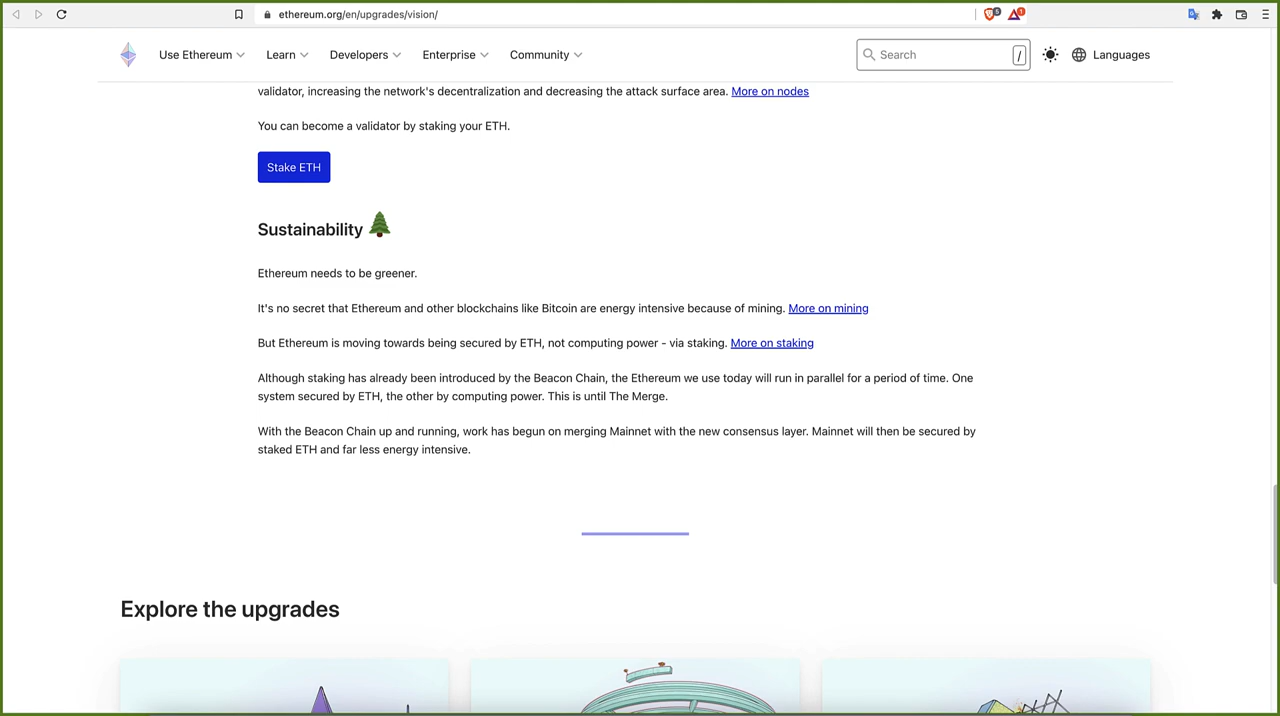 ethereum.org/en/upgrades/vision/
5
1
Use Ethereum
Learn
Developers
Enterprise
Community
Search
/
Languages
validator, increasing the network's decentralization and decreasing the attack surface area. More on nodes
You can become a validator by staking your ETH.
Stake ETH
Sustainability
Ethereum needs to be greener.
It's no secret that Ethereum and other blockchains like Bitcoin are energy intensive because of mining. More on mining
But Ethereum is moving towards being secured by ETH, not computing power - via staking. More on staking
Although staking has already been introduced by the Beacon Chain, the Ethereum we use today will run in parallel for a period of time. One
system secured by ETH, the other by computing power. This is until The Merge.
With the Beacon Chain up and running, work has begun on merging Mainnet with the new consensus layer. Mainnet will then be secured by
staked ETH and far less energy intensive.
Explore the upgrades